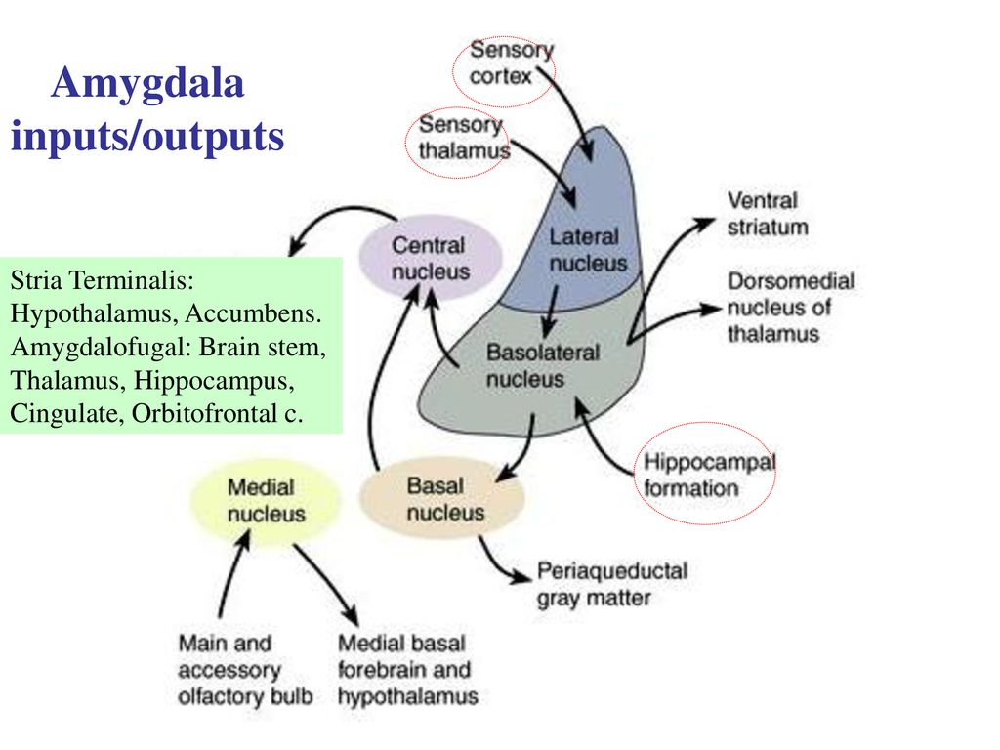 Amygdala
inputs/outputs
Sensory
cortex
Sensory
thalamus
Central
nucleus
Lateral
nucleus
Ventral
striatum
Dorsomedial
nucleus of
thalamus
Stria Terminalis:
Hypothalamus, Accumbens.
Amygdalofugal: Brain stem,
Thalamus, Hippocampus,
Cingulate, Orbitofrontal c.
Basolateral
nucleus
Hippocampal
formation
Medial
nucleus
Basal
nucleus
Periaqueductal
gray matter
Main and
accessory
olfactory bulb
Medial basal
forebrain and
hypothalamus